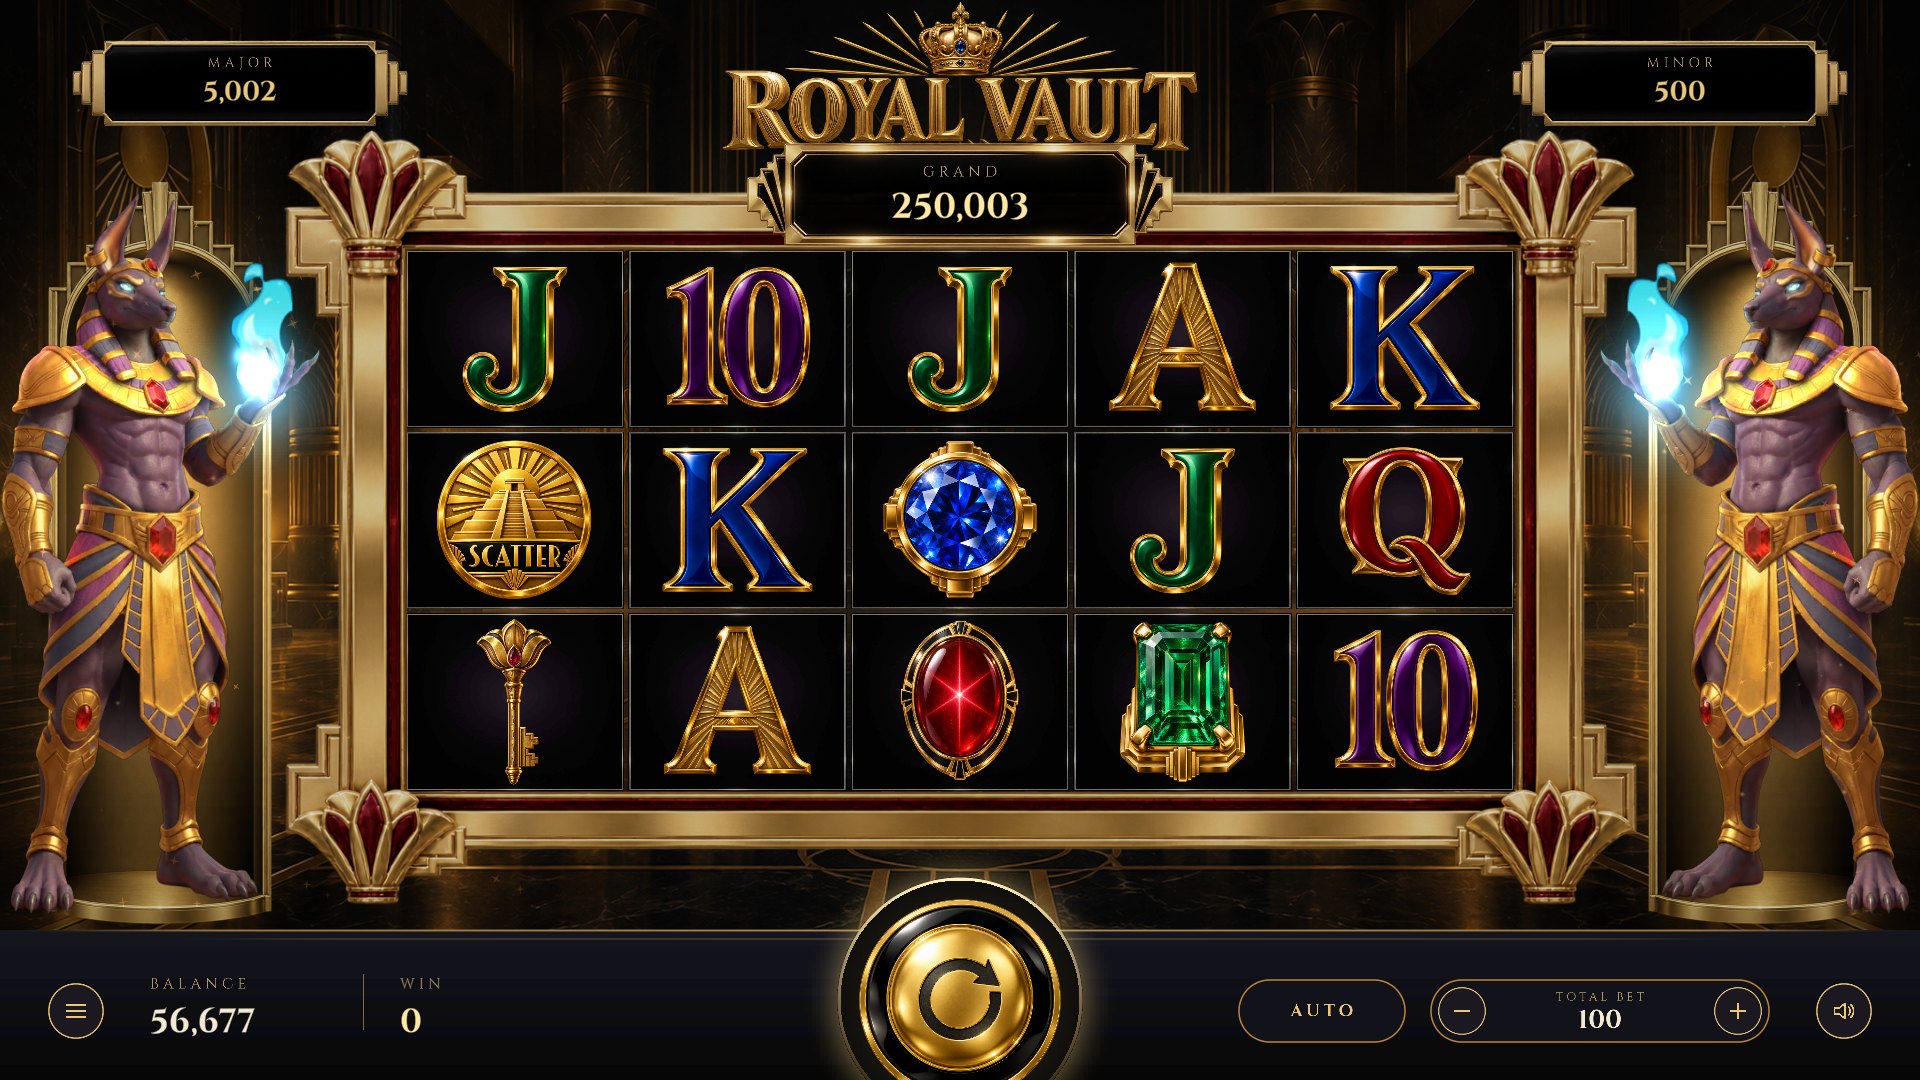 MAJOR
5,002
ROYAL VAULT
MINOR
500
GRAND
250,003
J 10 J A K
SCATTER K J Q
A 10
BALANCE
56,677
WIN
0
AUTO
TOTAL BET
100